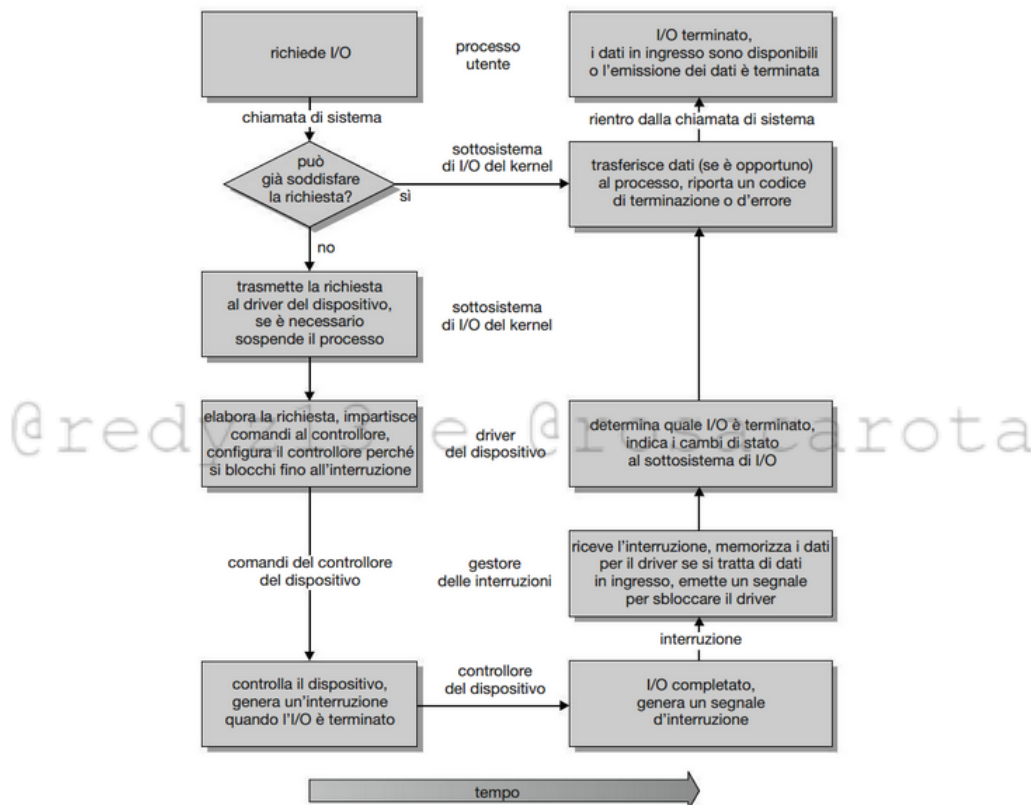 richiede I/O
processo
utente
I/O terminato,
i dati in ingresso sono disponibili
o l'emissione dei dati è terminata
chiamata di sistema
rientro dalla chiamata di sistema
può
già soddisfare
la richiesta?
sì
no
sottosistema
di I/O del kernel
trasferisce dati (se è opportuno)
al processo, riporta un codice
di terminazione o d'errore
trasmette la richiesta
al driver del dispositivo,
se è necessario
sospende il processo
sottosistema
di I/O del kernel
elabora la richiesta, impartisce
comandi al controllore,
configura il controllore perché
si blocchi fino all'interruzione
driver
del dispositivo
determina quale I/O è terminato,
indica i cambi di stato
al sottosistema di I/O
@redyz13 e @rosacarota
comandi del controllore
del dispositivo
gestore
delle interruzioni
riceve l'interruzione, memorizza i dati
per il driver se si tratta di dati
in ingresso, emette un segnale
per sbloccare il driver
interruzione
controlla il dispositivo,
genera un'interruzione
quando l'I/O è terminato
controllore
del dispositivo
I/O completato,
genera un segnale
d'interruzione
tempo